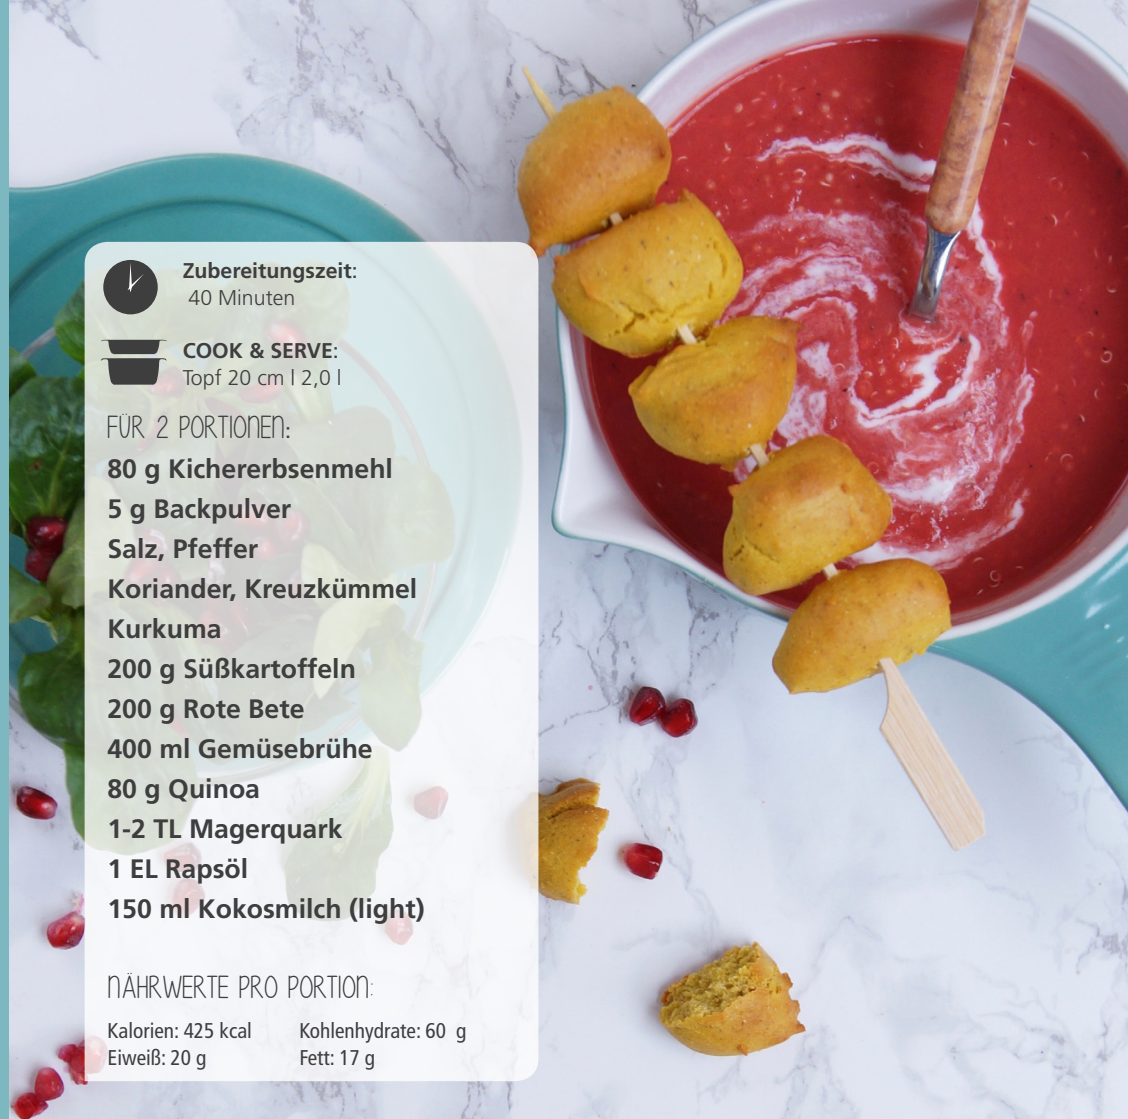 Zubereitungszeit:
40 Minuten
COOK & SERVE:
Topf 20 cm l 2,0 l
FÜR 2 PORTIONEN:
80 g Kichererbsenmehl
5 g Backpulver
Salz, Pfeffer
Koriander, Kreuzkümmel
Kurkuma
200 g Süßkartoffeln
200 g Rote Bete
400 ml Gemüsebrühe
80 g Quinoa
1-2 TL Magerquark
1 EL Rapsöl
150 ml Kokosmilch (light)
NÄHRWERTE PRO PORTION:
Kalorien: 425 kcal Kohlenhydrate: 60 g
Eiweiß: 20 g Fett: 17 g